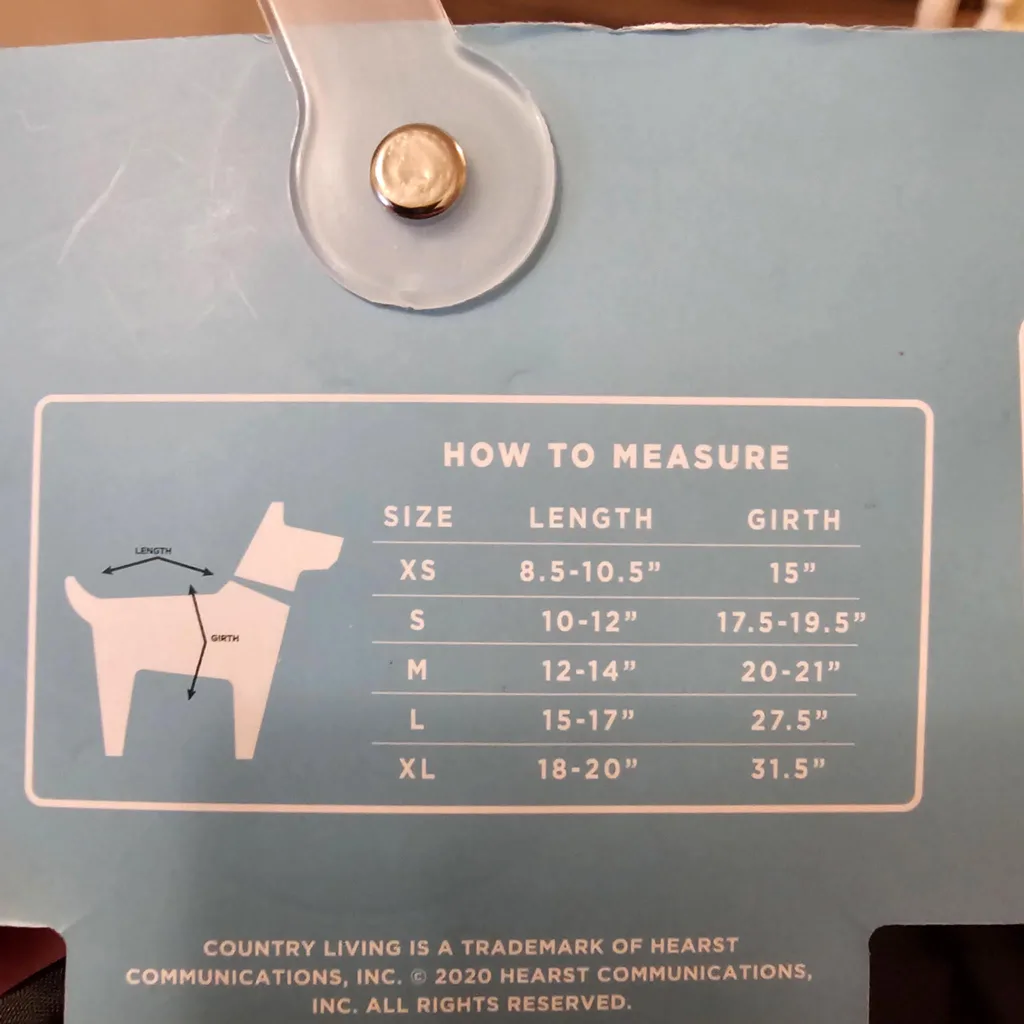 HOW TO MEASURE
SIZE LENGTH GIRTH
XS 8.5-10.5” 15”
S 10-12” 17.5-19.5”
M 12-14” 20-21”
L 15-17” 27.5”
XL 18-20” 31.5”
LENGTH
GIRTH
COUNTRY LIVING IS A TRADEMARK OF HEARST
COMMUNICATIONS, INC. © 2020 HEARST COMMUNICATIONS,
INC. ALL RIGHTS RESERVED.